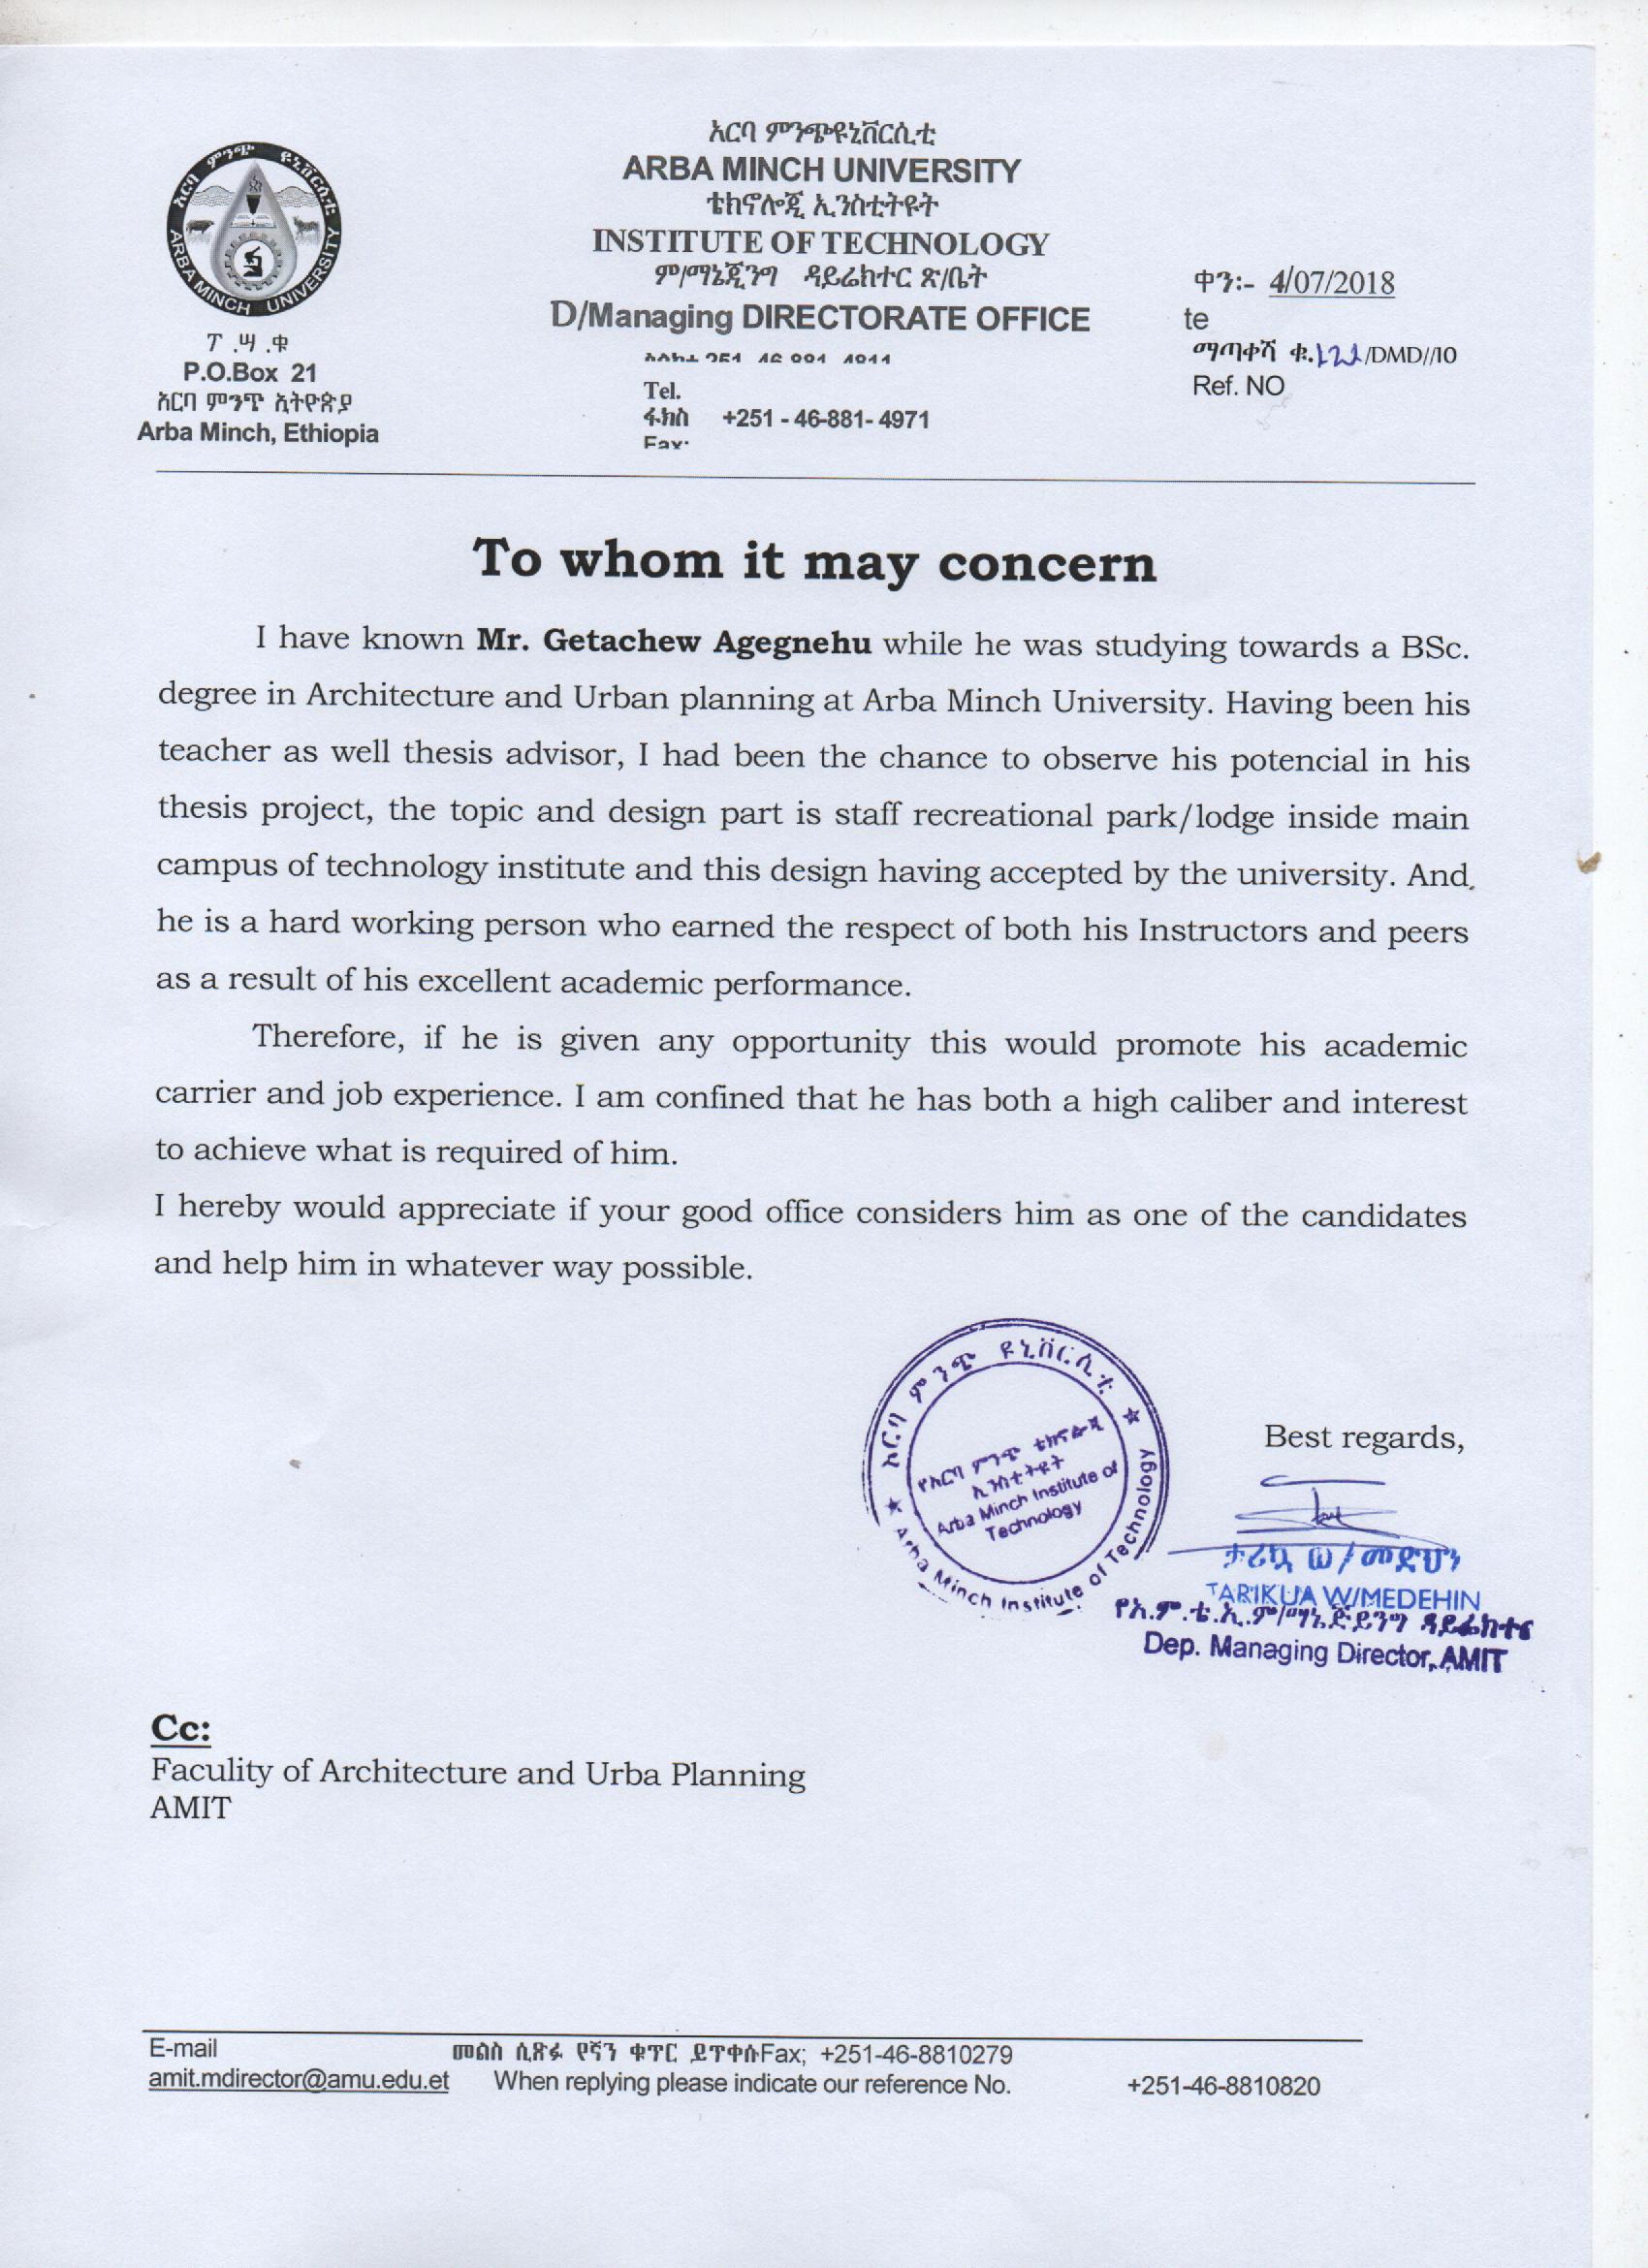 አርባ ምንጭ ዩኒቨርስቲ
ARBA MINCH UNIVERSITY
ፖ .ሣ .ቁ
P.O.Box 21
አርባ ምንጭ ኢትዮጵያ
Arba Minch, Ethiopia
አርባ ምንጭዩኒቨርሲቲ
ARBA MINCH UNIVERSITY
ቴክኖሎጂ ኢንስቲትዩት
INSTITUTE OF TECHNOLOGY
ም/ማኔጂንግ ዳይሬክተር ጽ/ቤት
D/Managing DIRECTORATE OFFICE
Tel.
ፋክስ +251 - 46-881- 4971
Fax:
ቀን:- 4/07/2018
te
ማጣቀሻ ቁ. /DMD//10
Ref. NO
To whom it may concern
I have known Mr. Getachew Agegnehu while he was studying towards a BSc.
degree in Architecture and Urban planning at Arba Minch University. Having been his
teacher as well thesis advisor, I had been the chance to observe his potencial in his
thesis project, the topic and design part is staff recreational park/lodge inside main
campus of technology institute and this design having accepted by the university. And
he is a hard working person who earned the respect of both his Instructors and peers
as a result of his excellent academic performance.
Therefore, if he is given any opportunity this would promote his academic
carrier and job experience. I am confined that he has both a high caliber and interest
to achieve what is required of him.
I hereby would appreciate if your good office considers him as one of the candidates
and help him in whatever way possible.
አርባ ምንጭ ዩኒቨርሲቲ
የአርባ ምንጭ ቴክኖሎጂ
ኢንስቲትዩት
Arba Minch Institute of
Technology
Arba Minch Institute of Technology
Best regards,
ታሪኳ ወ/መድህን
TARIKUA W/MEDEHIN
የአ.ም.ቴ.ኢ.ም/ማኔጅይንግ ዳይሬክተር
Dep. Managing Director, AMIT
Cc:
Faculity of Architecture and Urba Planning
AMIT
E-mail መልስ ሲጽፉ የኛን ቁጥር ይጥቀሱFax; +251-46-8810279
amit.mdirector@amu.edu.et When replying please indicate our reference No. +251-46-8810820